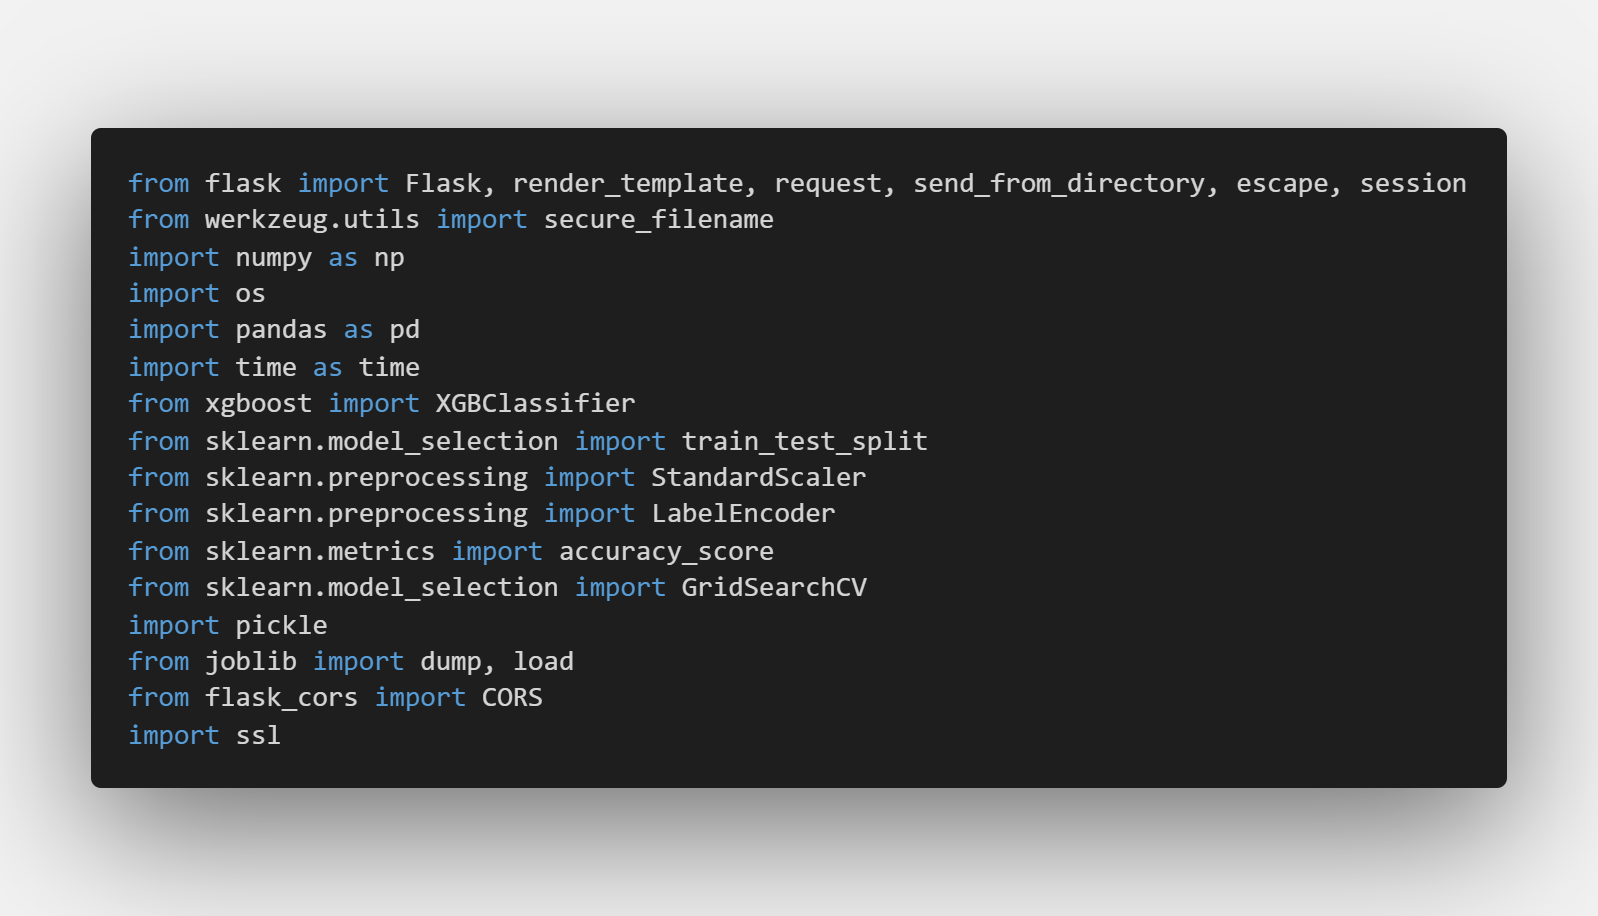 from flask import Flask, render_template, request, send_from_directory, escape, session
from werkzeug.utils import secure_filename
import numpy as np
import os
import pandas as pd
import time as time
from xgboost import XGBClassifier
from sklearn.model_selection import train_test_split
from sklearn.preprocessing import StandardScaler
from sklearn.preprocessing import LabelEncoder
from sklearn.metrics import accuracy_score
from sklearn.model_selection import GridSearchCV
import pickle
from joblib import dump, load
from flask_cors import CORS
import ssl